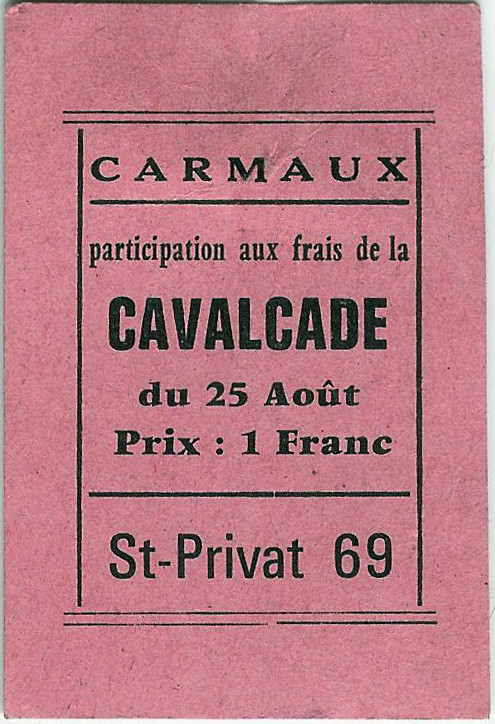 CARMAUX
participation aux frais de la
CAVALCADE
du 25 Août
Prix : 1 Franc
St-Privat 69